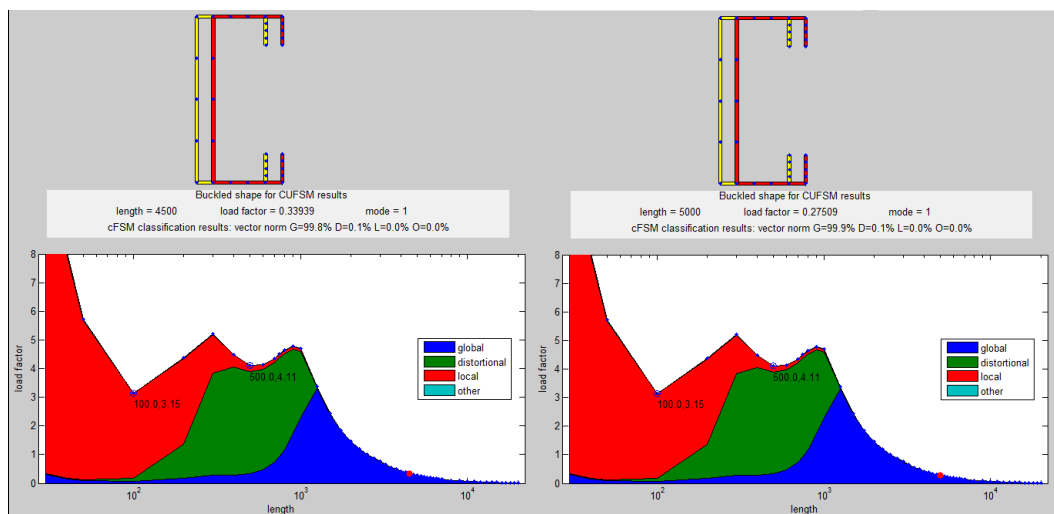 Buckled shape for CUFSM results
length = 4500 load factor = 0.33939 mode = 1
cFSM classification results: vector norm G=99.8% D=0.1% L=0.0% O=0.0%
8
7
6
5
4
3
2
1
0
load factor
500.0,4.11
100.0,3.15
global
distortional
local
other
10^2
10^3
10^4
length
Buckled shape for CUFSM results
length = 5000 load factor = 0.27509 mode = 1
cFSM classification results: vector norm G=99.9% D=0.1% L=0.0% O=0.0%
8
7
6
5
4
3
2
1
0
load factor
500.0,4.11
100.0,3.15
global
distortional
local
other
10^2
10^3
10^4
length